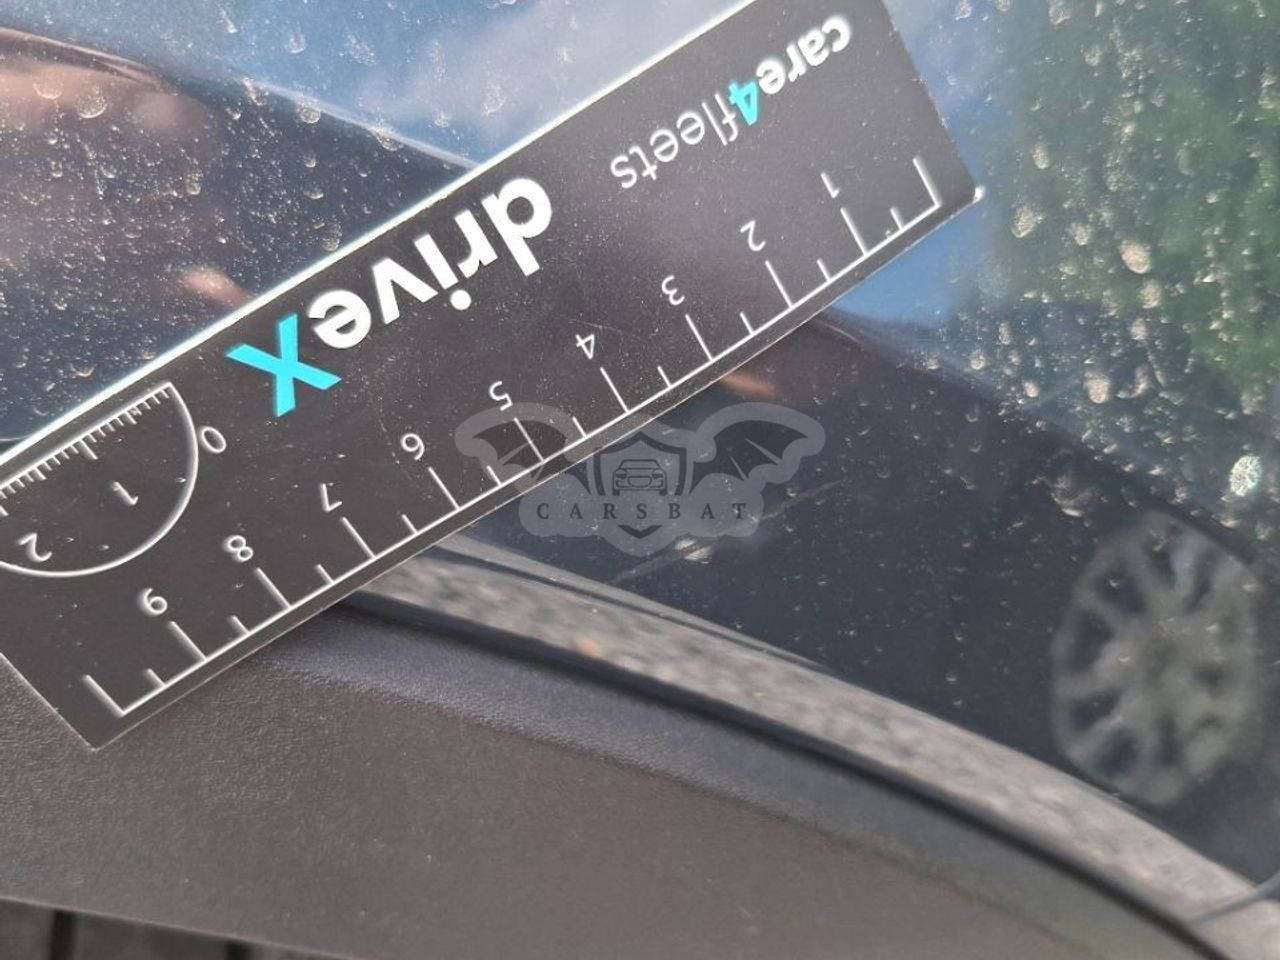 care4fleets
driveX
1 2 3 4 5 6 7 8 9
0 1 2
CARSBAT